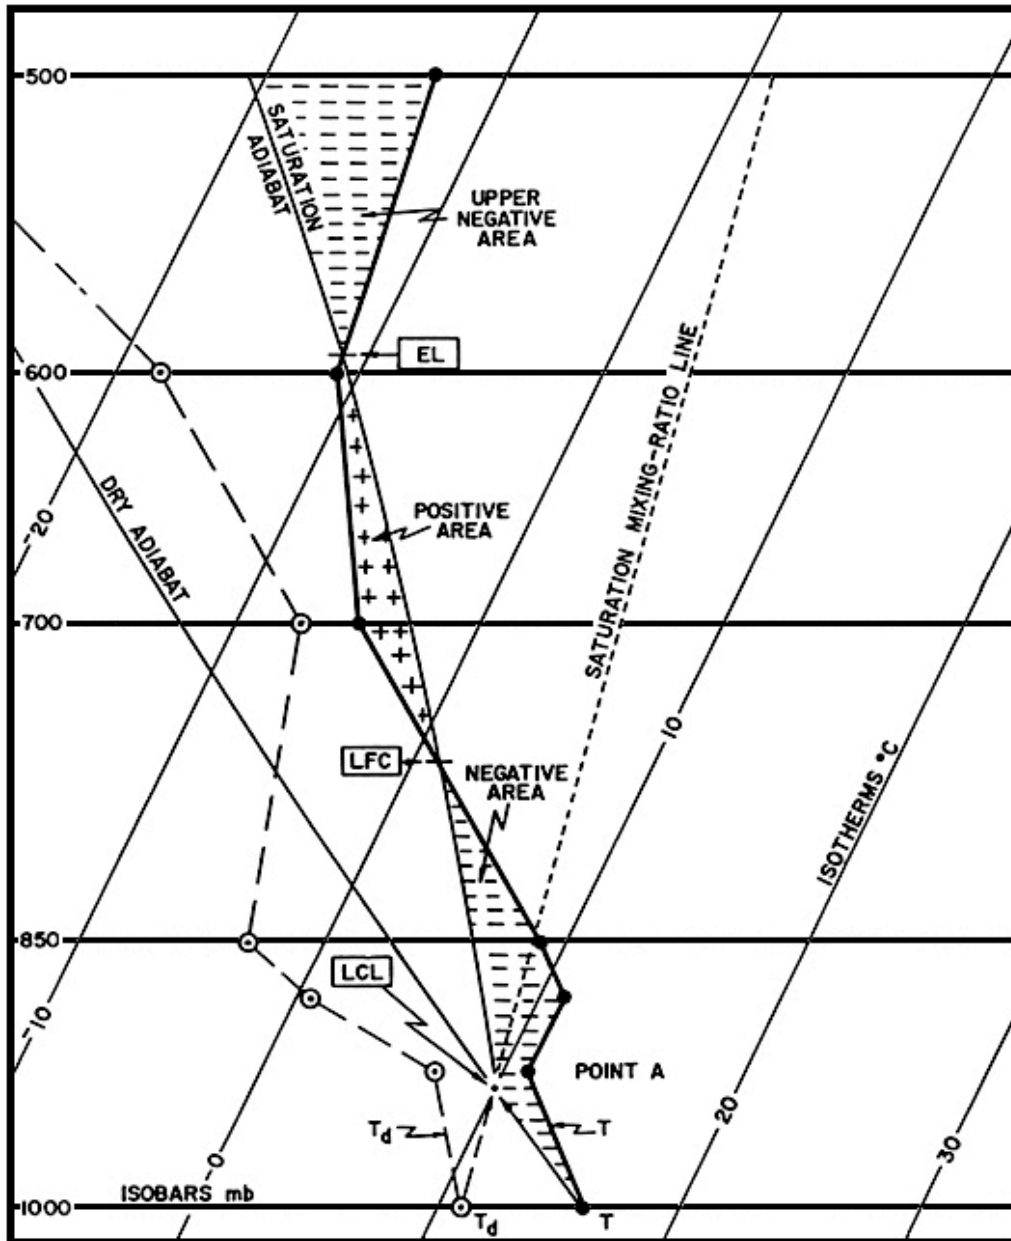 500
SATURATION
ADIABAT
UPPER
NEGATIVE
AREA
EL
600
SATURATION MIXING-RATIO LINE
DRY ADIABAT
-20
POSITIVE
AREA
700
10
LFC
NEGATIVE
AREA
ISOTHERMS °C
850
LCL
-10
POINT A
20
Td
T
30
0
ISOBARS mb
1000
Td
T